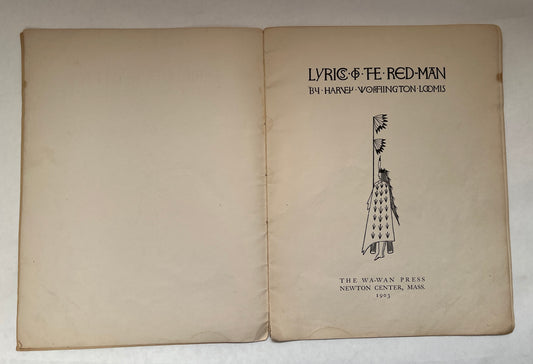 LYRICS · OF · THE · RED-MAN
BY · HARVEY · WORTHINGTON · LOOMIS
THE WA-WAN PRESS
NEWTON CENTER, MASS.
1903